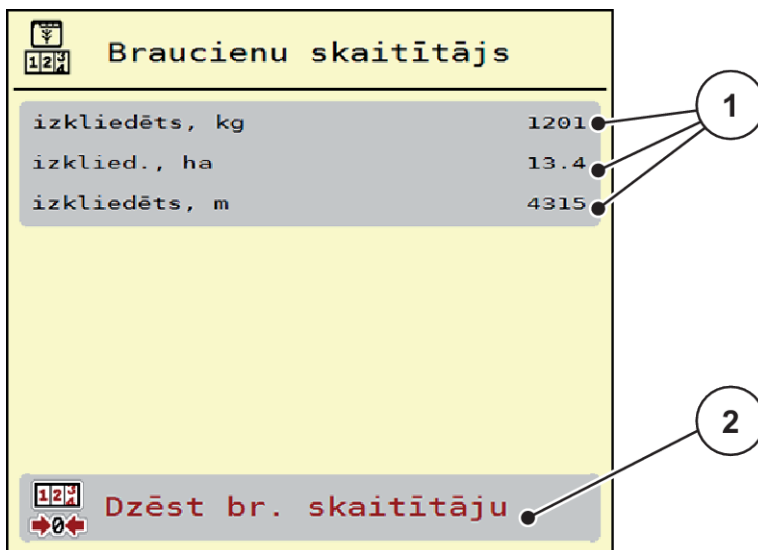 Braucienu skaitītājs
izkliedēts, kg 1201
izklied., ha 13.4
izkliedēts, m 4315
1
2
Dzēst br. skaitītāju